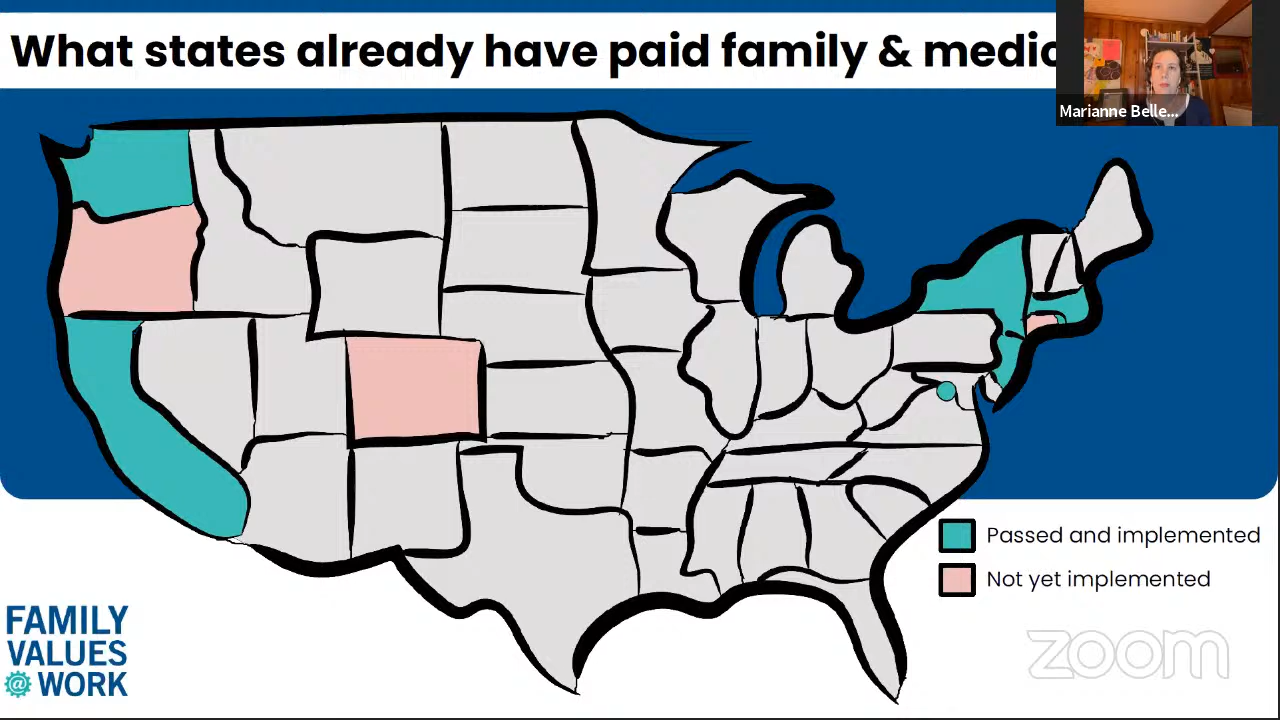 What states already have paid family & medic
Marianne Belle...
Passed and implemented
Not yet implemented
FAMILY
VALUES
@WORK
zoom